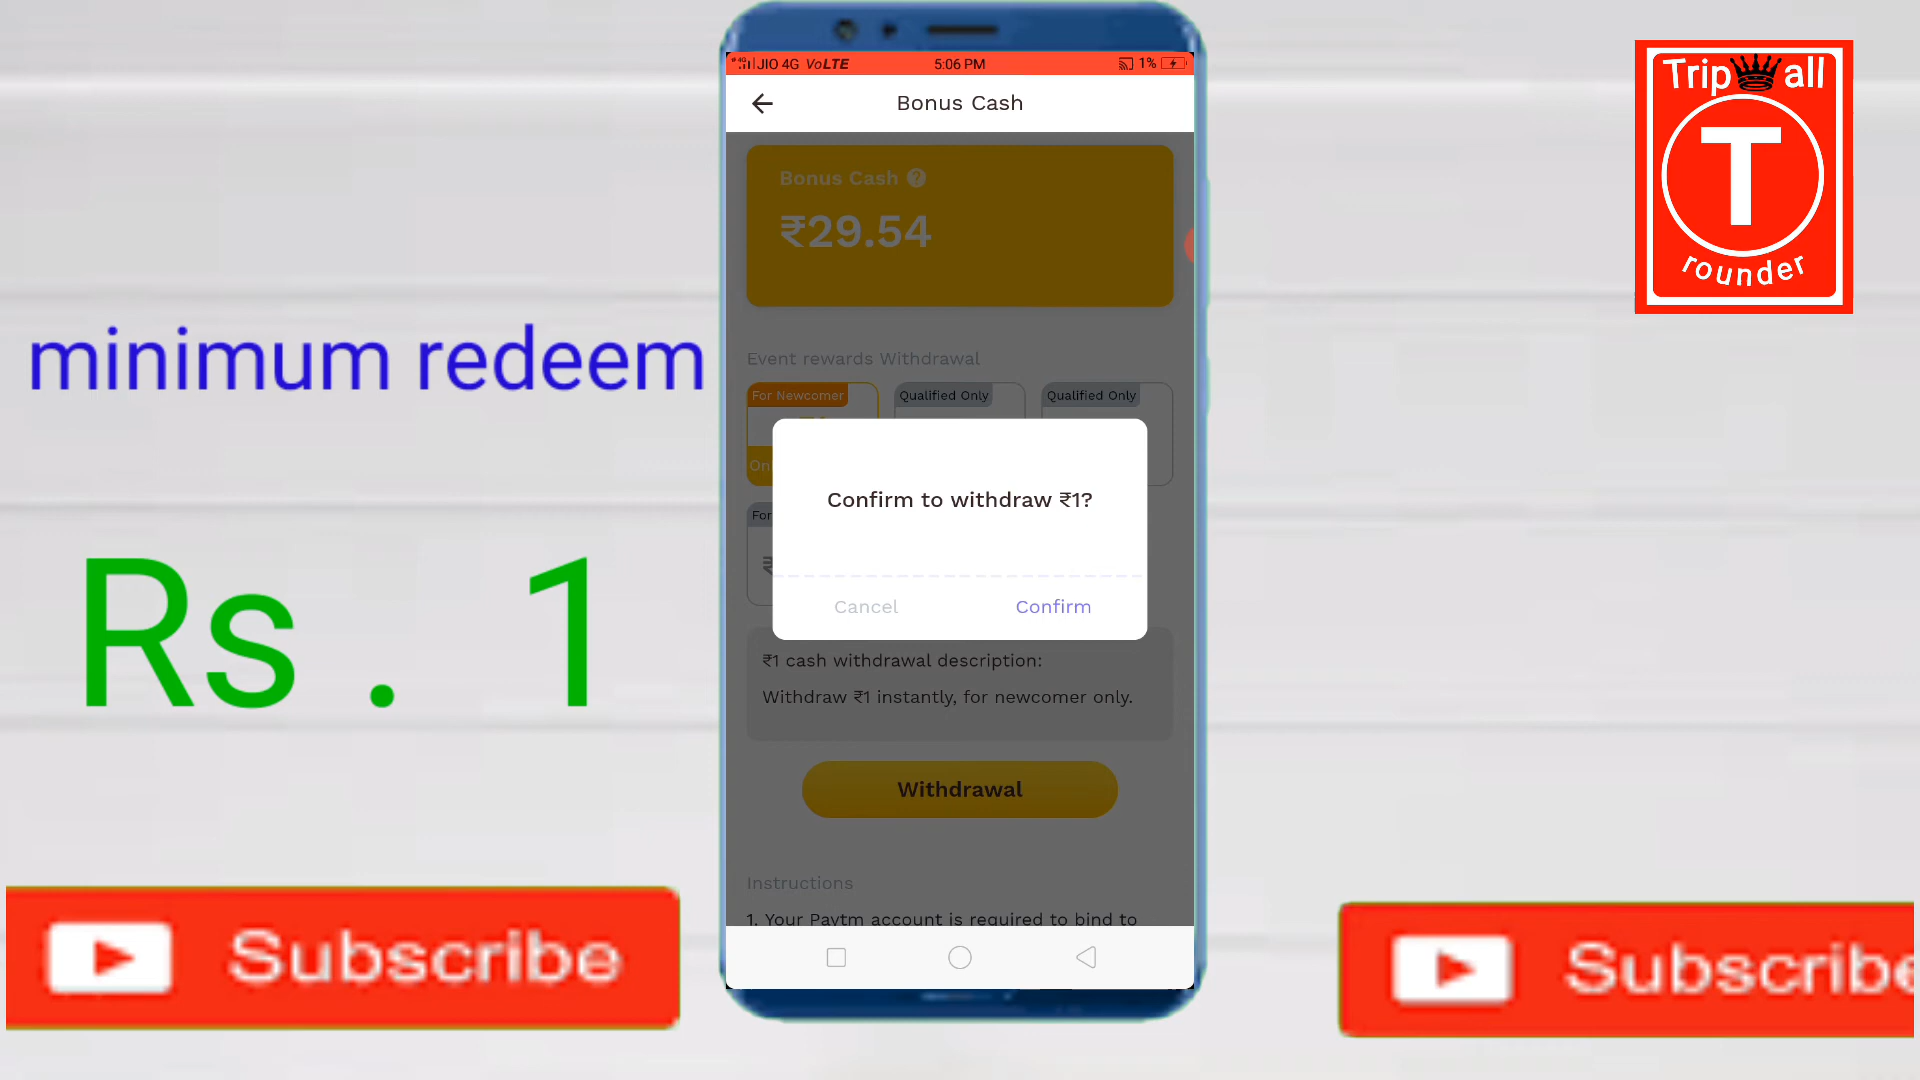 JIO 4G VoLTE 5:06 PM 1%
Bonus Cash
Bonus Cash ?
₹29.54
Event rewards Withdrawal
For Newcomer Qualified Only Qualified Only
Confirm to withdraw ₹1?
Cancel Confirm
₹1 cash withdrawal description:
Withdraw ₹1 instantly, for newcomer only.
Withdrawal
Instructions
1. Your Paytm account is required to bind to
minimum redeem
Rs . 1
Subscribe
Trip all
T
rounder
Subscribe